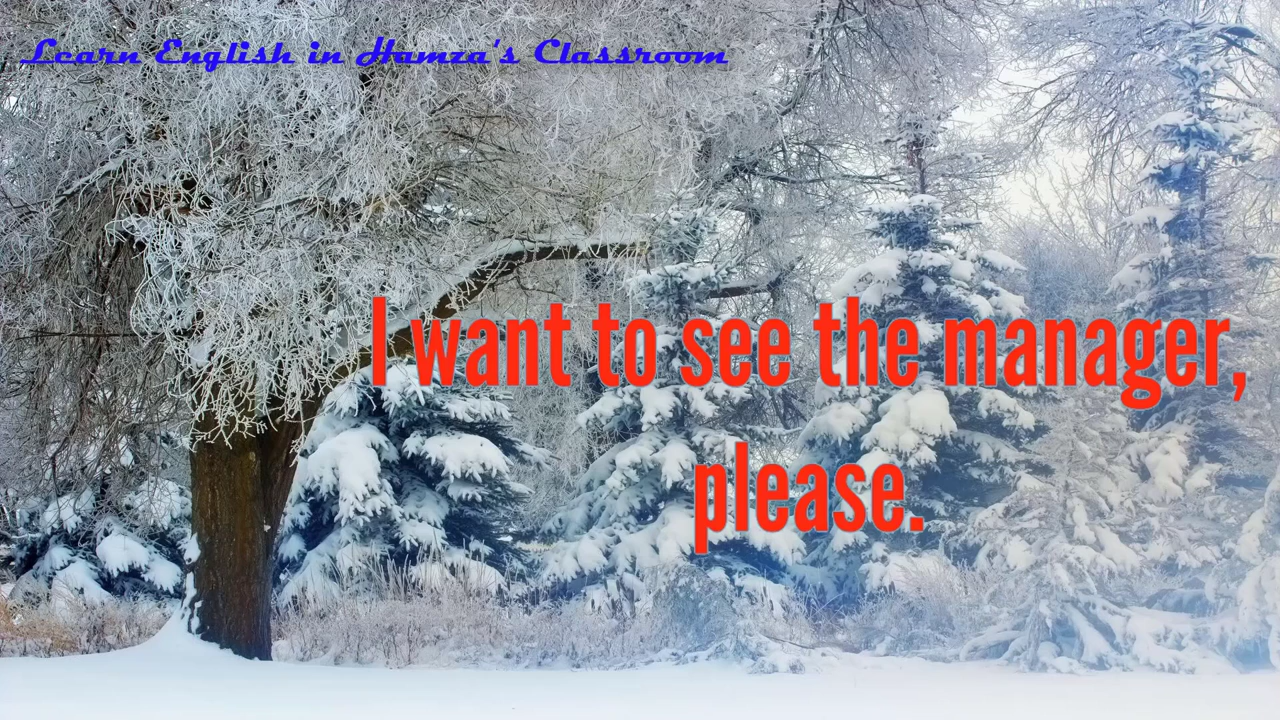 Learn English in Hamza's Classroom
I want to see the manager,
please.